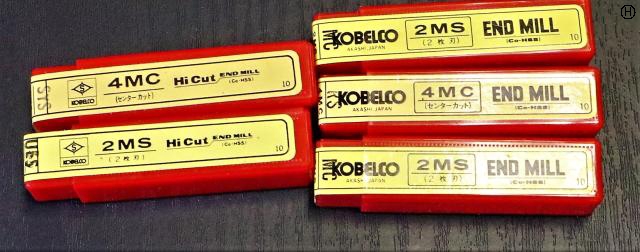 4MC
(センターカット)
Hi Cut END MILL
(Co-HSS)
10
KOBELCO
2MS
(2枚刃)
Hi Cut END MILL
(Co-HSS)
10
KOBELCO
KOBELCO
AKASHI, JAPAN
2MS
(2枚刃)
END MILL
(Co-HSS)
KOBELCO
AKASHI, JAPAN
4MC
(センターカット)
END MILL
(Co-HSS)
10
KOBELCO
AKASHI, JAPAN
2MS
(2枚刃)
END MILL
(Co-HSS)
10
H